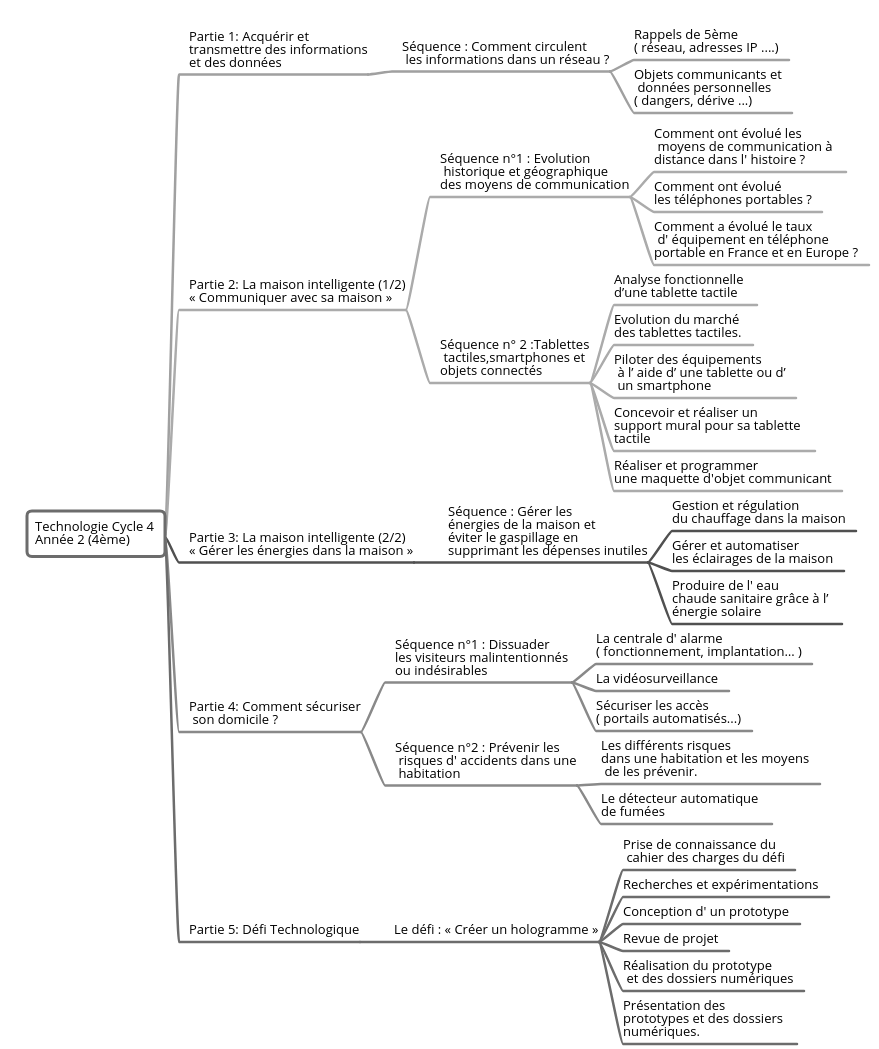 Technologie Cycle 4
Année 2 (4ème)
Partie 1: Acquérir et
transmettre des informations
et des données
Séquence : Comment circulent
les informations dans un réseau ?
Rappels de 5ème
( réseau, adresses IP ....)
Objets communicants et
données personnelles
( dangers, dérive ...)
Partie 2: La maison intelligente (1/2)
« Communiquer avec sa maison »
Séquence n°1 : Evolution
historique et géographique
des moyens de communication
Comment ont évolué les
moyens de communication à
distance dans l' histoire ?
Comment ont évolué
les téléphones portables ?
Comment a évolué le taux
d' équipement en téléphone
portable en France et en Europe ?
Séquence n° 2 :Tablettes
tactiles,smartphones et
objets connectés
Analyse fonctionnelle
d’une tablette tactile
Evolution du marché
des tablettes tactiles.
Piloter des équipements
à l’ aide d’ une tablette ou d’
un smartphone
Concevoir et réaliser un
support mural pour sa tablette
tactile
Réaliser et programmer
une maquette d'objet communicant
Partie 3: La maison intelligente (2/2)
« Gérer les énergies dans la maison »
Séquence : Gérer les
énergies de la maison et
éviter le gaspillage en
supprimant les dépenses inutiles
Gestion et régulation
du chauffage dans la maison
Gérer et automatiser
les éclairages de la maison
Produire de l' eau
chaude sanitaire grâce à l’
énergie solaire
Partie 4: Comment sécuriser
son domicile ?
Séquence n°1 : Dissuader
les visiteurs malintentionnés
ou indésirables
La centrale d' alarme
( fonctionnement, implantation... )
La vidéosurveillance
Sécuriser les accès
( portails automatisés...)
Séquence n°2 : Prévenir les
risques d' accidents dans une
habitation
Les différents risques
dans une habitation et les moyens
de les prévenir.
Le détecteur automatique
de fumées
Partie 5: Défi Technologique
Le défi : « Créer un hologramme »
Prise de connaissance du
cahier des charges du défi
Recherches et expérimentations
Conception d' un prototype
Revue de projet
Réalisation du prototype
et des dossiers numériques
Présentation des
prototypes et des dossiers
numériques.